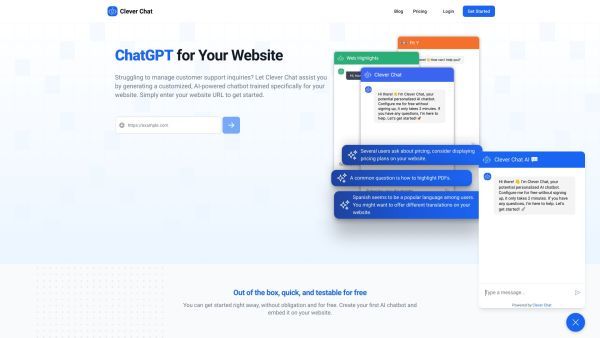 Clever Chat
Blog
Pricing
Login
Get Started
ChatGPT for Your Website
Struggling to manage customer support inquiries? Let Clever Chat assist you
by generating a customized, AI-powered chatbot trained specifically for your
website. Simply enter your website URL to get started.
https://example.com
Web Highlights
Clever Chat
Hi there! 👋 I'm Clever Chat, your
potential personalized AI chatbot.
Configure me for free without
signing up, it only takes 2 minutes. If
you have any questions, I'm here to
help. Let's get started! 🚀
Several users ask about pricing, consider displaying
pricing plans on your website.
A common question is how to highlight PDFs.
Spanish seems to be a popular language among users.
You might want to offer different translations on your
website.
Clever Chat AI 💬
Hi there! 👋 I'm Clever Chat, your
potential personalized AI chatbot.
Configure me for free without signing
up, it only takes 2 minutes. If you have
any questions, I'm here to help. Let's
get started! 🚀
Type a message...
Powered by Clever Chat
Out of the box, quick, and testable for free
You can get started right away, without obligation and for free. Create your first AI chatbot and
embed it on your website.